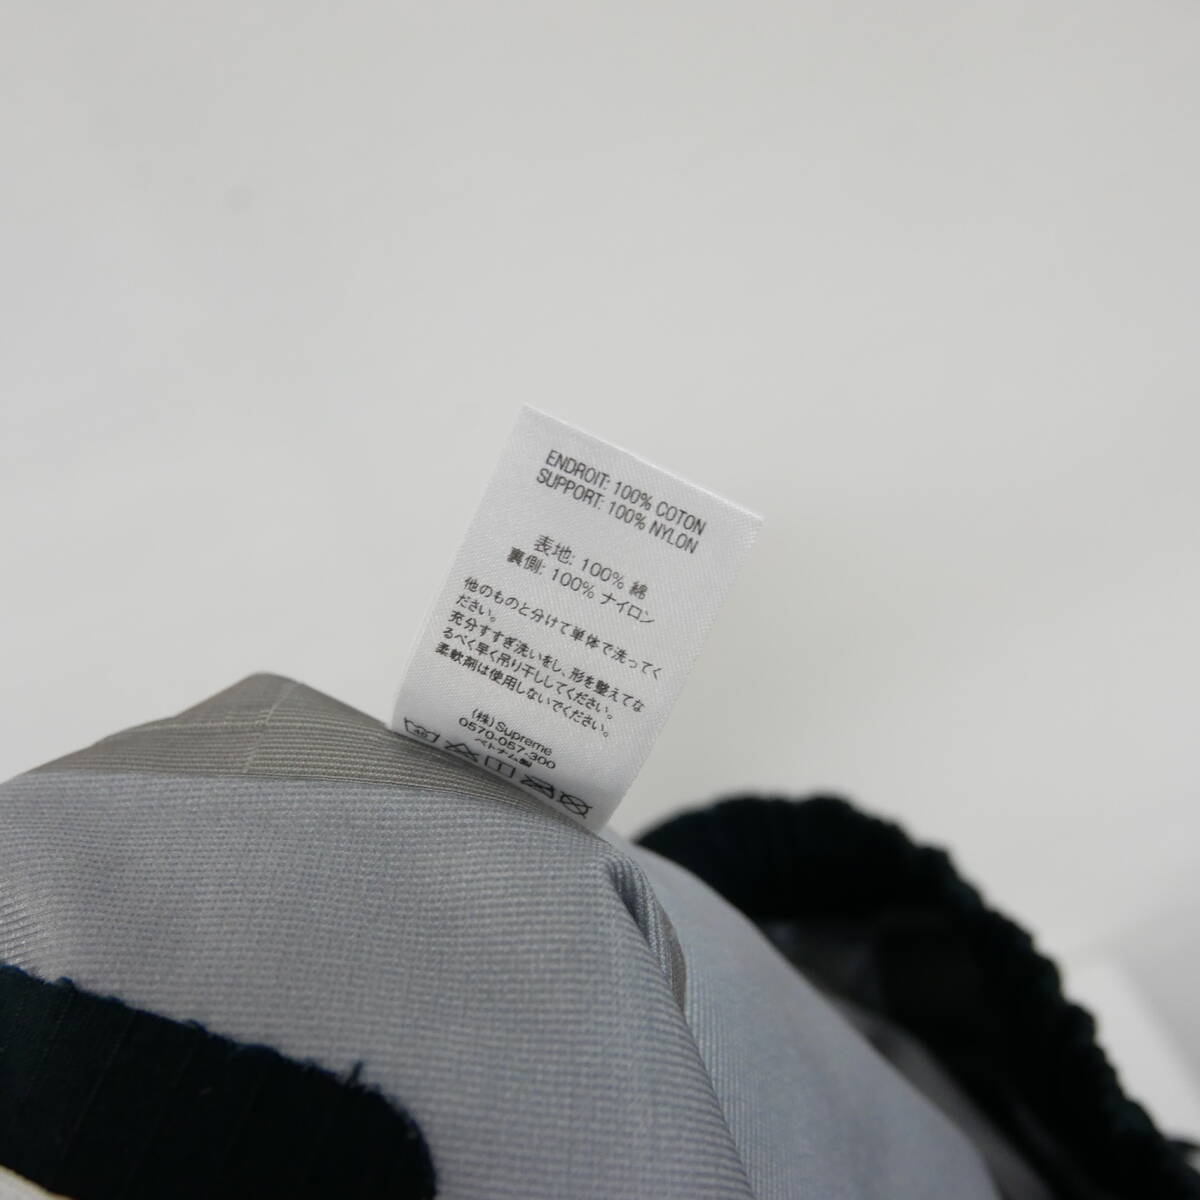 ENDROIT: 100% COTON
SUPPORT: 100% NYLON
表地: 100% 綿
裏側: 100% ナイロン
他のものと分けて単体で洗ってく
ださい。
充分すすぎ洗いをし、形を整えてな
るべく早く吊り干ししてください。
柔軟剤は使用しないでください。
(株) Supreme
0570-057-300
ベトナム製
40